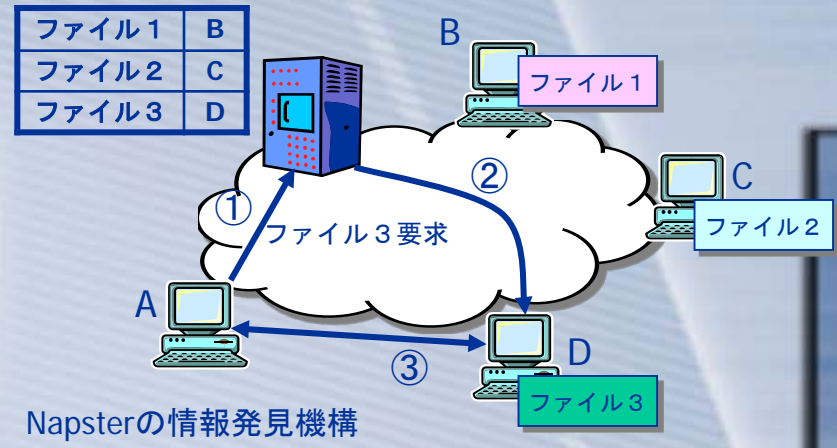 ファイル１ B
ファイル２ C
ファイル３ D
B
ファイル１
C
ファイル２
①
②
ファイル３要求
A
③
D
ファイル３
Napsterの情報発見機構